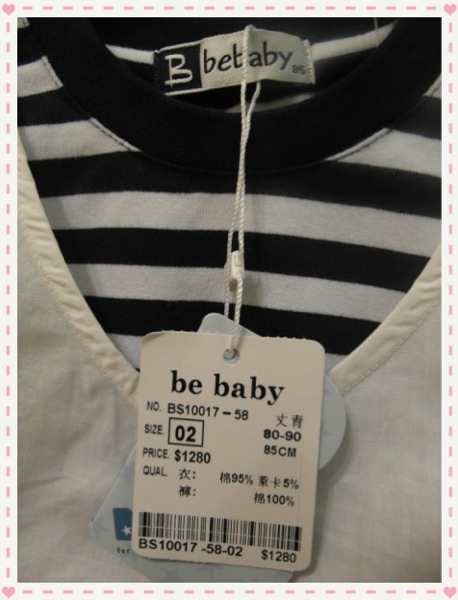 B bebaby 85
be baby
NO. BS10017-58
丈青
SIZE. 02 80-90
85CM
PRICE. $1280
QUAL. 衣: 棉95% 萊卡5%
褲: 棉100%
BS10017 -58-02 $1280